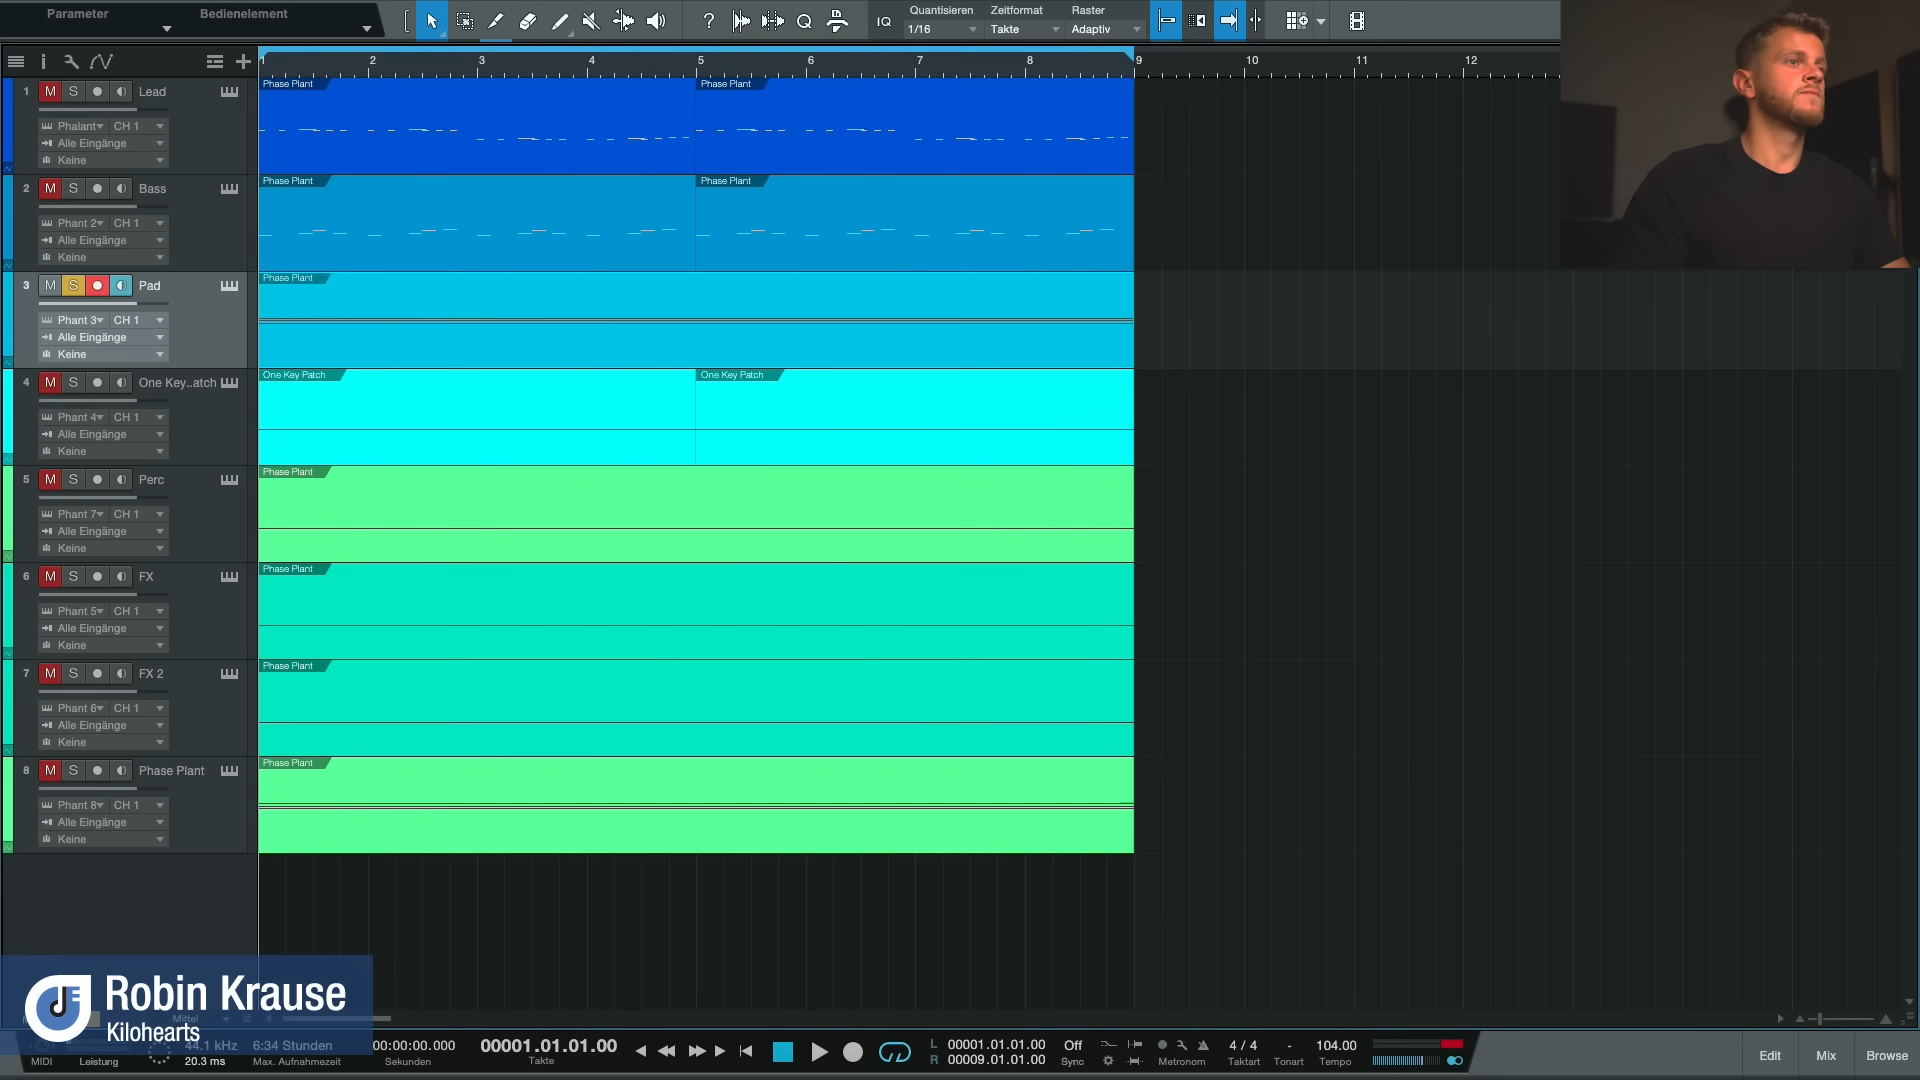 Parameter
Bedienelement
Quantisieren
Zeitformat
Raster
IQ
1/16
Takte
Adaptiv
2
3
4
5
6
7
8
9
10
11
12
1
M
S
Lead
Phalant
CH 1
Alle Eingänge
Keine
Phase Plant
Phase Plant
2
M
S
Bass
Phant 2
CH 1
Alle Eingänge
Keine
Phase Plant
Phase Plant
3
M
S
Pad
Phant 3
CH 1
Alle Eingänge
Keine
Phase Plant
4
M
S
One Key..atch
Phant 4
CH 1
Alle Eingänge
Keine
One Key Patch
One Key Patch
5
M
S
Perc
Phant 7
CH 1
Alle Eingänge
Keine
Phase Plant
6
M
S
FX
Phant 5
CH 1
Alle Eingänge
Keine
Phase Plant
7
M
S
FX 2
Phant 6
CH 1
Alle Eingänge
Keine
Phase Plant
8
M
S
Phase Plant
Phant 8
CH 1
Alle Eingänge
Keine
Phase Plant
Robin Krause
Kilohearts
Mittel
MIDI
Leistung
44.1 kHz
20.3 ms
6:34 Stunden
Max. Aufnahmezeit
00:00:00.000
Sekunden
00001.01.01.00
Takte
L 00001.01.01.00
R 00009.01.01.00
Off
Sync
Metronom
4 / 4
Taktart
-
Tonart
104.00
Tempo
Edit
Mix
Browse